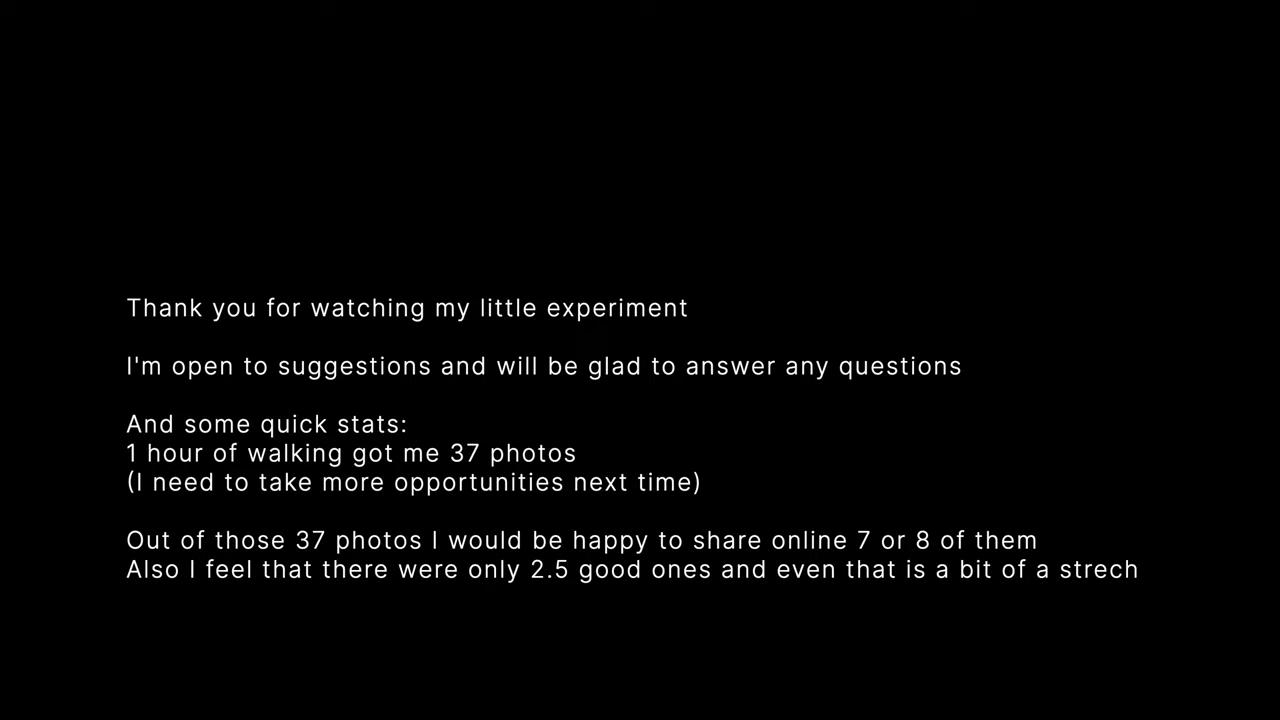 Thank you for watching my little experiment
I'm open to suggestions and will be glad to answer any questions
And some quick stats:
1 hour of walking got me 37 photos
(I need to take more opportunities next time)
Out of those 37 photos I would be happy to share online 7 or 8 of them
Also I feel that there were only 2.5 good ones and even that is a bit of a strech